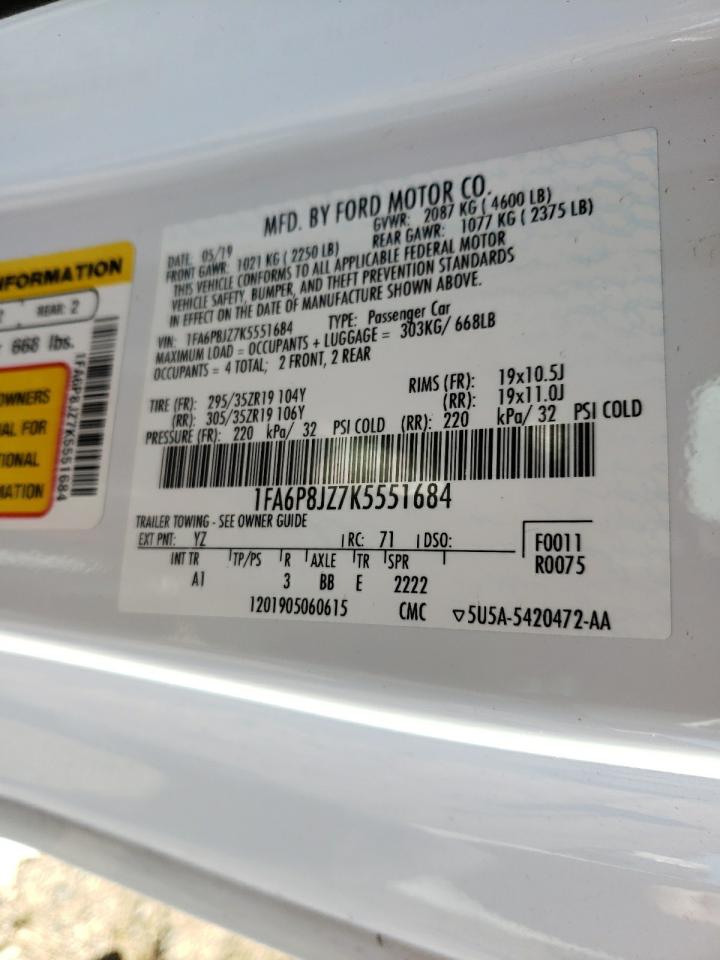 MFD. BY FORD MOTOR CO.
DATE: 05/19 GVWR: 2087 KG ( 4600 LB)
FRONT GAWR: 1021 KG ( 2250 LB) REAR GAWR: 1077 KG ( 2375 LB)
THIS VEHICLE CONFORMS TO ALL APPLICABLE FEDERAL MOTOR
VEHICLE SAFETY, BUMPER, AND THEFT PREVENTION STANDARDS
IN EFFECT ON THE DATE OF MANUFACTURE SHOWN ABOVE.
VIN: 1FA6P8JZ7K5551684 TYPE: Passenger Car
MAXIMUM LOAD = OCCUPANTS + LUGGAGE = 303KG/ 668LB
OCCUPANTS = 4 TOTAL; 2 FRONT, 2 REAR
TIRE (FR): 295/35ZR19 104Y RIMS (FR): 19x10.5J
(RR): 305/35ZR19 106Y (RR): 19x11.0J
PRESSURE (FR): 220 kPa/ 32 PSI COLD (RR): 220 kPa/ 32 PSI COLD
1FA6P8JZ7K5551684
TRAILER TOWING - SEE OWNER GUIDE
EXT PNT: YZ RC: 71 DSO: F0011
R0075
INT TR TP/PS R AXLE TR SPR
A1 3 BB E 2222
1201905060615 CMC ▽5U5A-5420472-AA
INFORMATION
2 REAR: 2
668 lbs.
OWNERS
FOR
1FA6P8JZ7K5551684